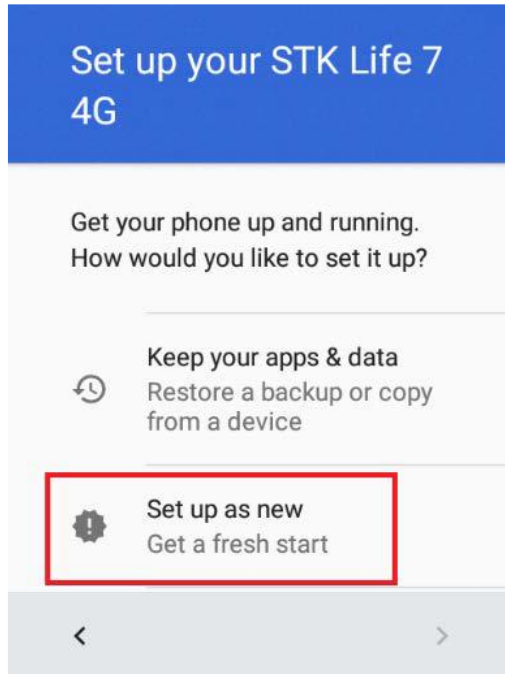 Set up your STK Life 7
4G
Get your phone up and running.
How would you like to set it up?
Keep your apps & data
Restore a backup or copy
from a device
Set up as new
Get a fresh start